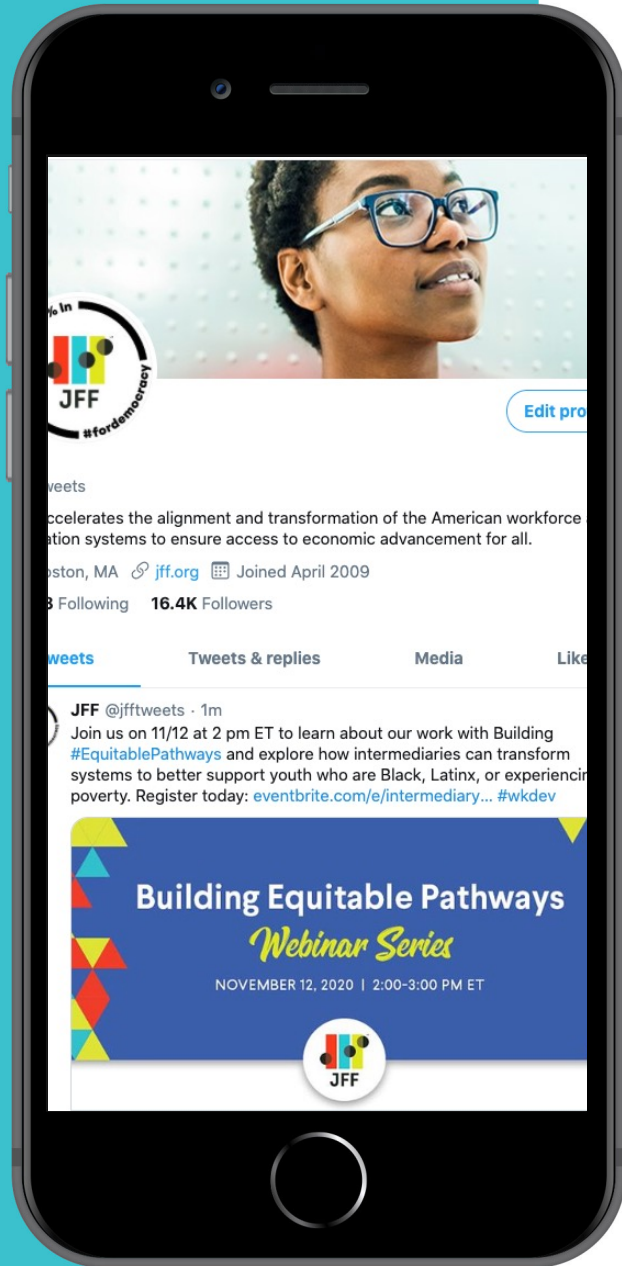 % In
JFF
#fordemocracy
Edit pro
weets
ccelerates the alignment and transformation of the American workforce
ation systems to ensure access to economic advancement for all.
oston, MA jff.org Joined April 2009
Following 16.4K Followers
weets Tweets & replies Media Like
JFF @jfftweets · 1m
Join us on 11/12 at 2 pm ET to learn about our work with Building
#EquitablePathways and explore how intermediaries can transform
systems to better support youth who are Black, Latinx, or experiencin
poverty. Register today: eventbrite.com/e/intermediary... #wkdev
Building Equitable Pathways
Webinar Series
NOVEMBER 12, 2020 | 2:00-3:00 PM ET
JFF